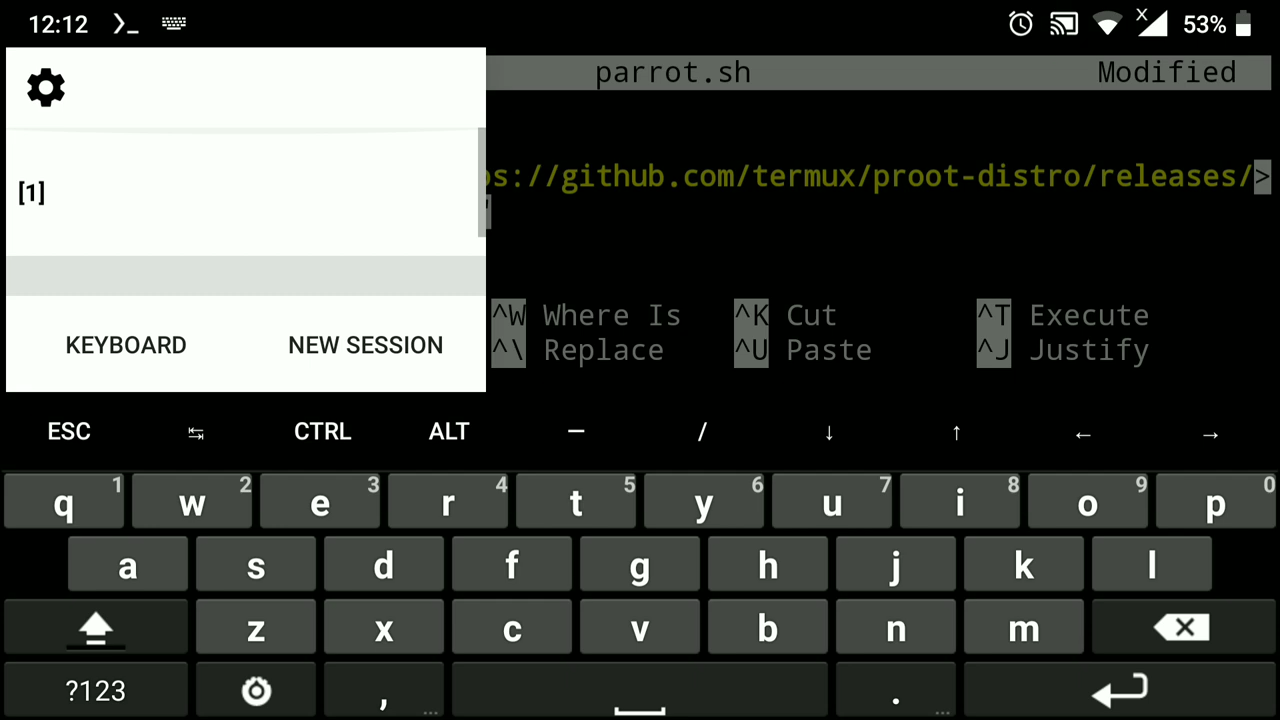 12:12 53%
parrot.sh Modified
[1]
s://github.com/termux/proot-distro/releases/>
^W Where Is ^K Cut ^T Execute
^\ Replace ^U Paste ^J Justify
KEYBOARD NEW SESSION
ESC ↹ CTRL ALT — / ↓ ↑ ← →
q 1 w 2 e 3 r 4 t 5 y 6 u 7 i 8 o 9 p 0
a s d f g h j k l
z x c v b n m
?123 , ... . ...